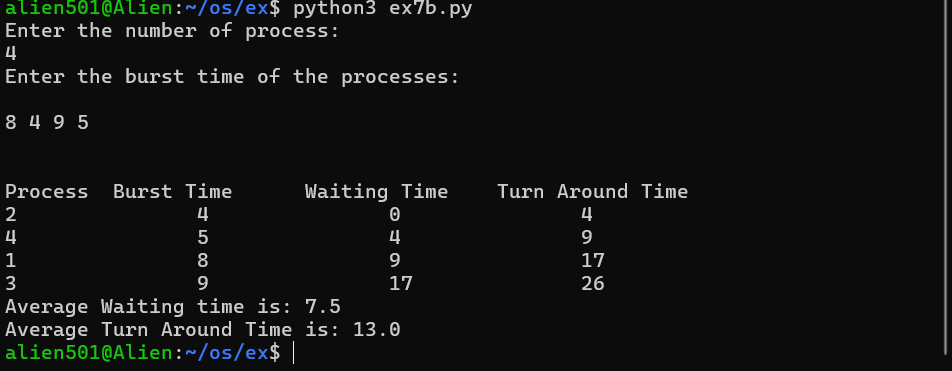 alien501@Alien:~/os/ex$ python3 ex7b.py
Enter the number of process:
4
Enter the burst time of the processes:
8 4 9 5
Process  Burst Time      Waiting Time    Turn Around Time
2               4               0               4
4               5               4               9
1               8               9               17
3               9               17              26
Average Waiting time is: 7.5
Average Turn Around Time is: 13.0
alien501@Alien:~/os/ex$